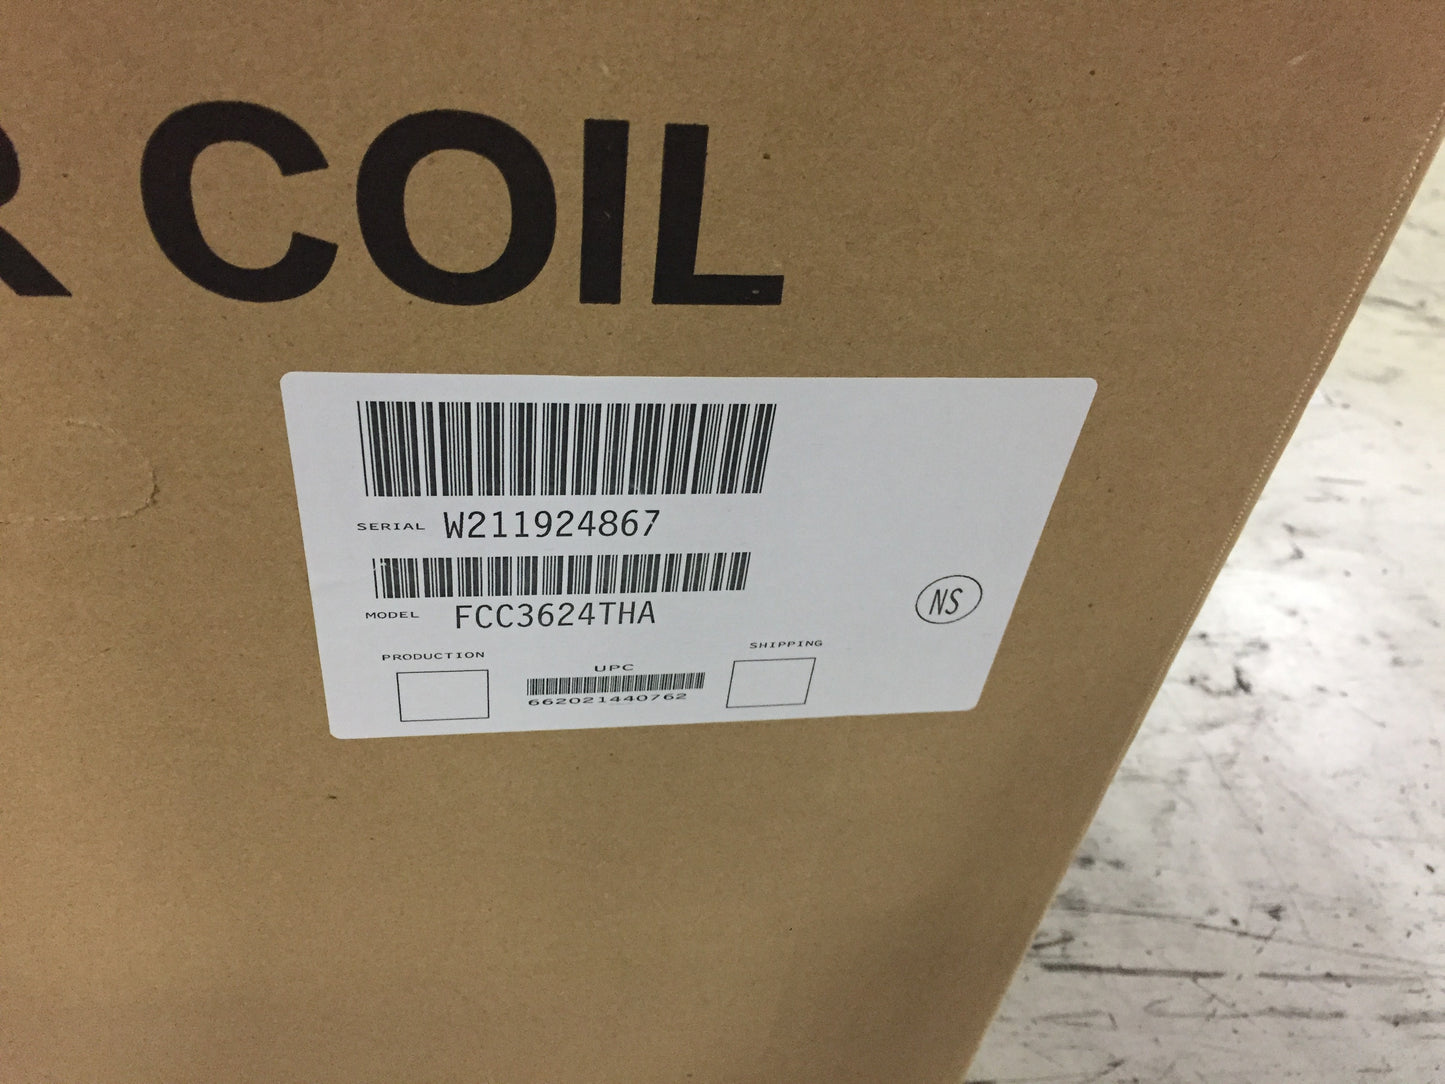 R COIL
SERIAL W211924867
MODEL FCC3624THA
NS
PRODUCTION
UPC
SHIPPING
662021440762